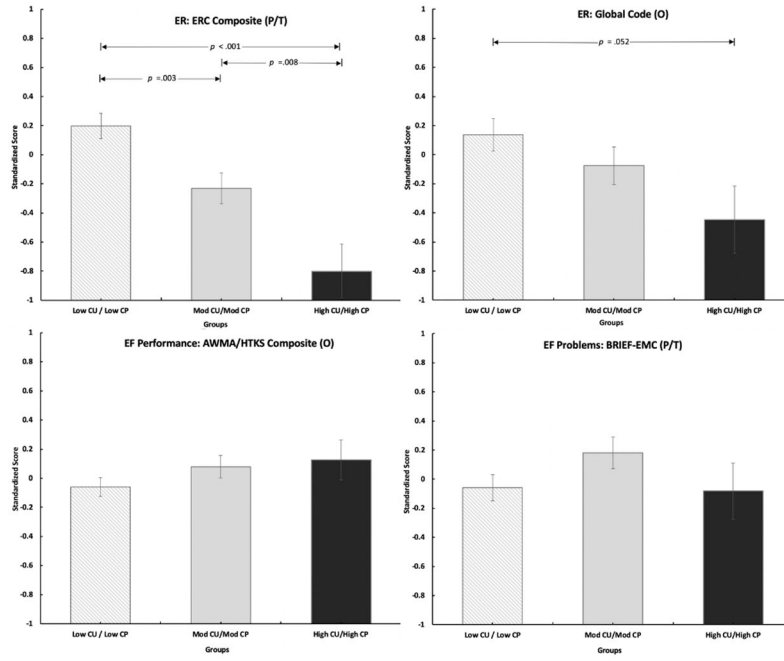 ER: ERC Composite (P/T)
1
0.8
0.6
0.4
0.2
0
-0.2
-0.4
-0.6
-0.8
-1
Standardized Score
p <.001
p =.003
p =.008
Low CU / Low CP
Mod CU/Mod CP
High CU/High CP
Groups
ER: Global Code (O)
1
0.8
0.6
0.4
0.2
0
-0.2
-0.4
-0.6
-0.8
-1
Standardized Score
p =.052
Low CU / Low CP
Mod CU/Mod CP
High CU/High CP
Groups
EF Performance: AWMA/HTKS Composite (O)
1
0.8
0.6
0.4
0.2
0
-0.2
-0.4
-0.6
-0.8
-1
Standardized Score
Low CU / Low CP
Mod CU/Mod CP
High CU/High CP
Groups
EF Problems: BRIEF-EMC (P/T)
1
0.8
0.6
0.4
0.2
0
-0.2
-0.4
-0.6
-0.8
-1
Standardized Score
Low CU / Low CP
Mod CU/Mod CP
High CU/High CP
Groups